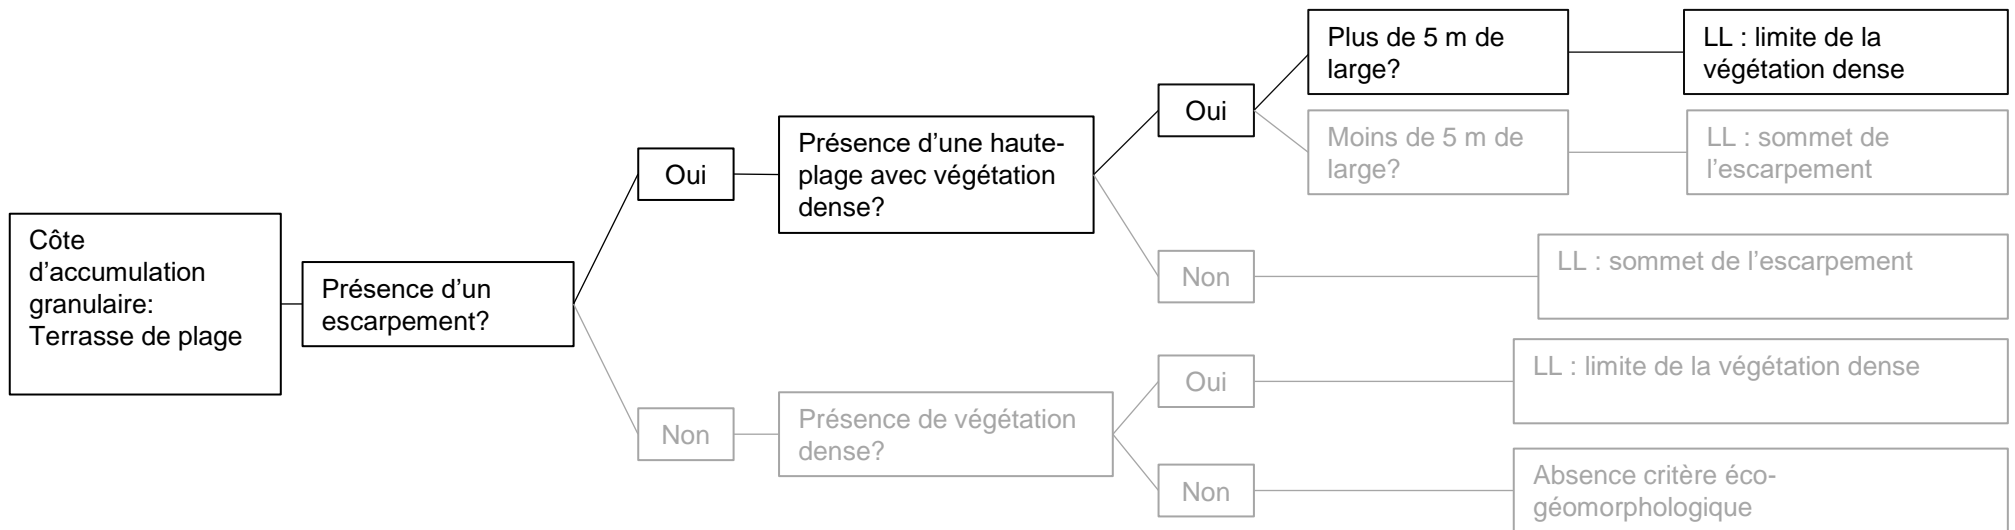 Côte
d’accumulation
granulaire:
Terrasse de plage
Présence d’un
escarpement?
Oui
Présence d’une haute-
plage avec végétation
dense?
Oui
Plus de 5 m de
large?
LL : limite de la
végétation dense
Moins de 5 m de
large?
LL : sommet de
l’escarpement
Non
LL : sommet de l’escarpement
Non
Présence de végétation
dense?
Oui
LL : limite de la végétation dense
Non
Absence critère éco-
géomorphologique